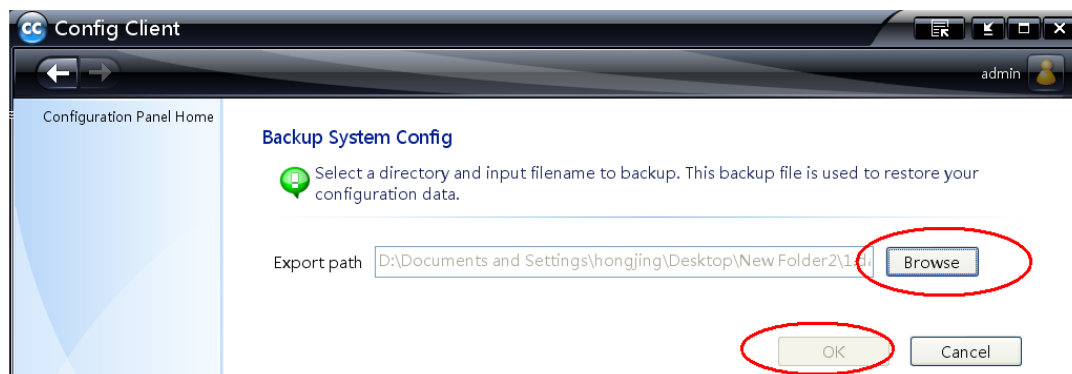 CC Config Client
admin
Configuration Panel Home
Backup System Config
Select a directory and input filename to backup. This backup file is used to restore your
configuration data.
Export path D:\Documents and Settings\hongjing\Desktop\New Folder2\1.da Browse
OK Cancel